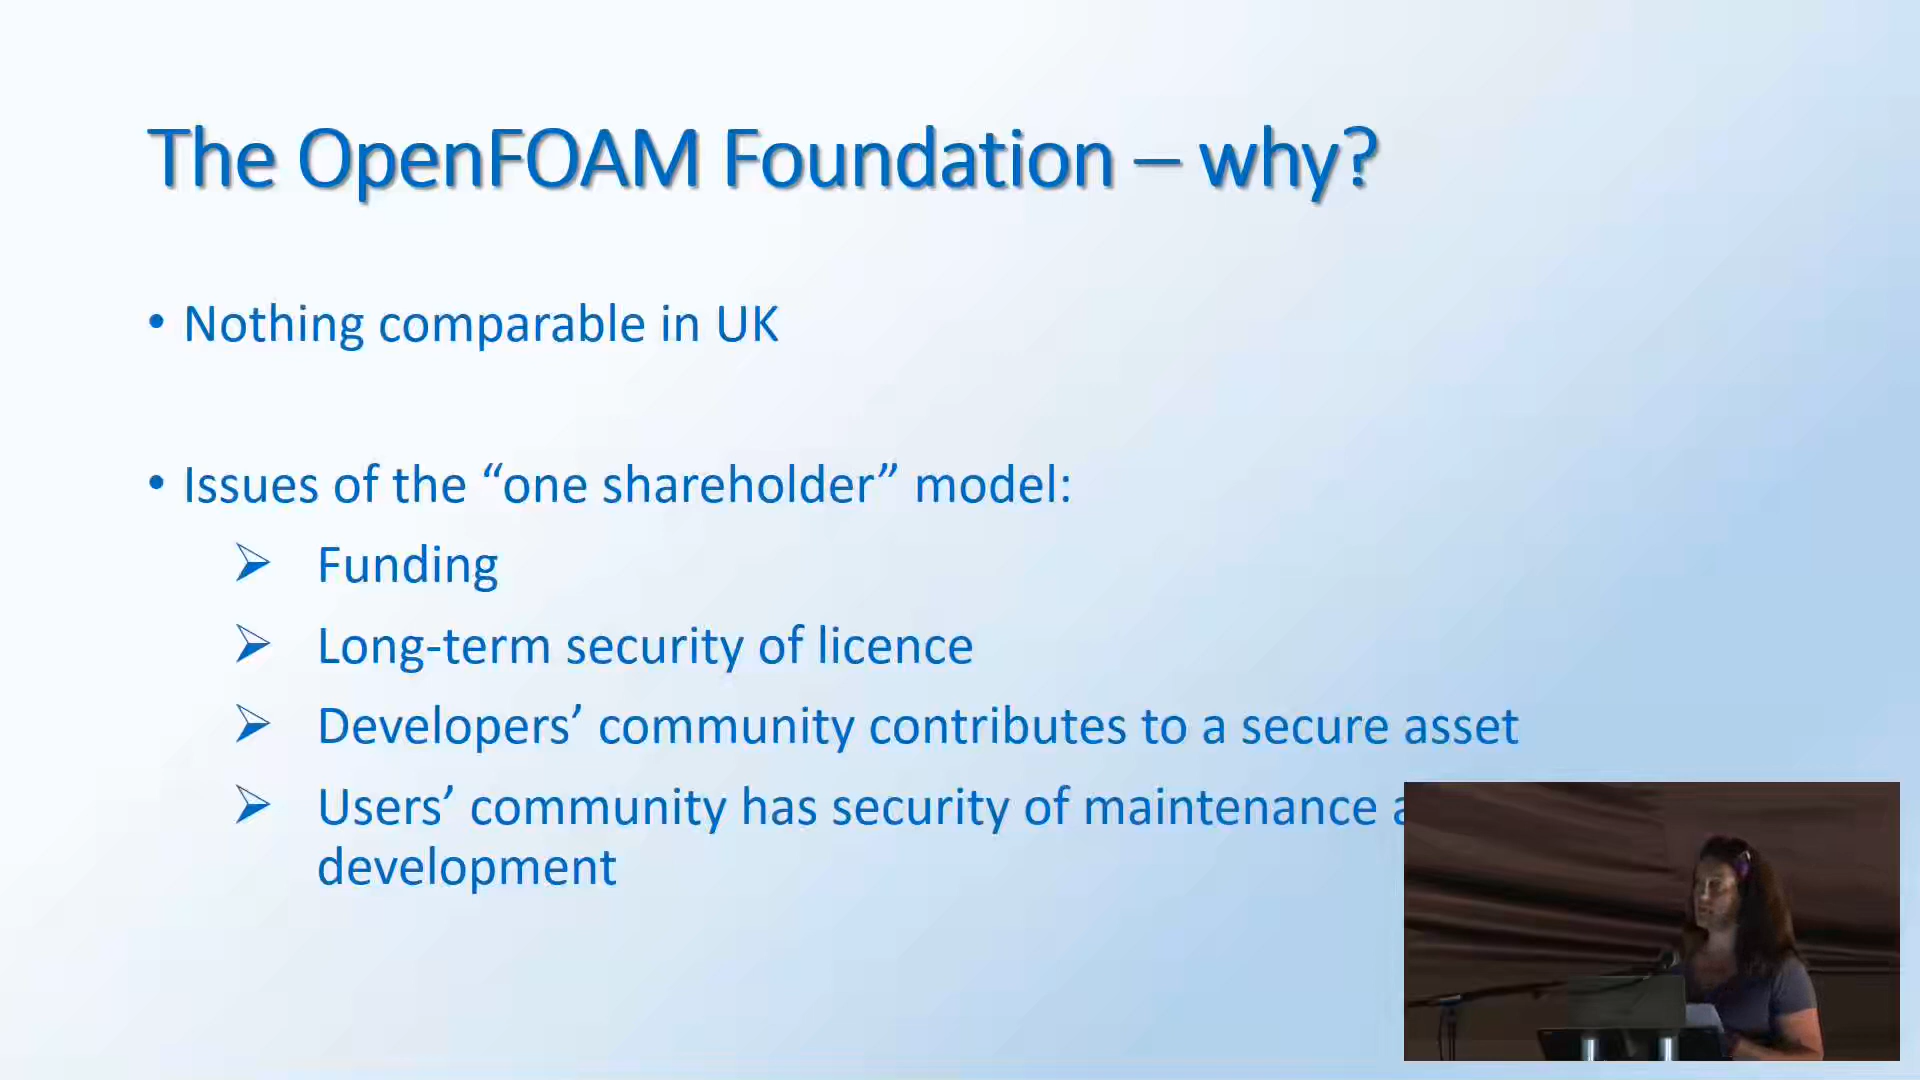 The OpenFOAM Foundation – why?
• Nothing comparable in UK
• Issues of the “one shareholder” model:
➢ Funding
➢ Long-term security of licence
➢ Developers’ community contributes to a secure asset
➢ Users’ community has security of maintenance
development